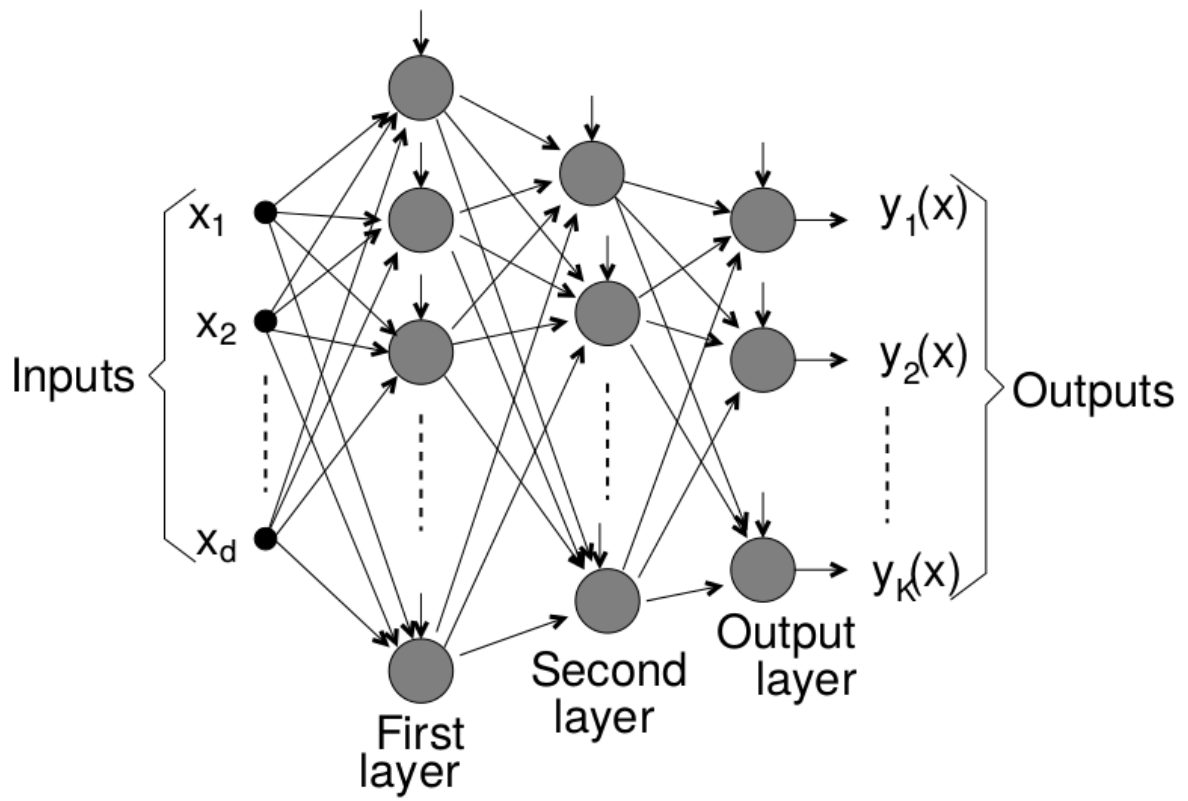 Inputs
x1
x2
xd
First
layer
Second
layer
Output
layer
y1(x)
y2(x)
yK(x)
Outputs